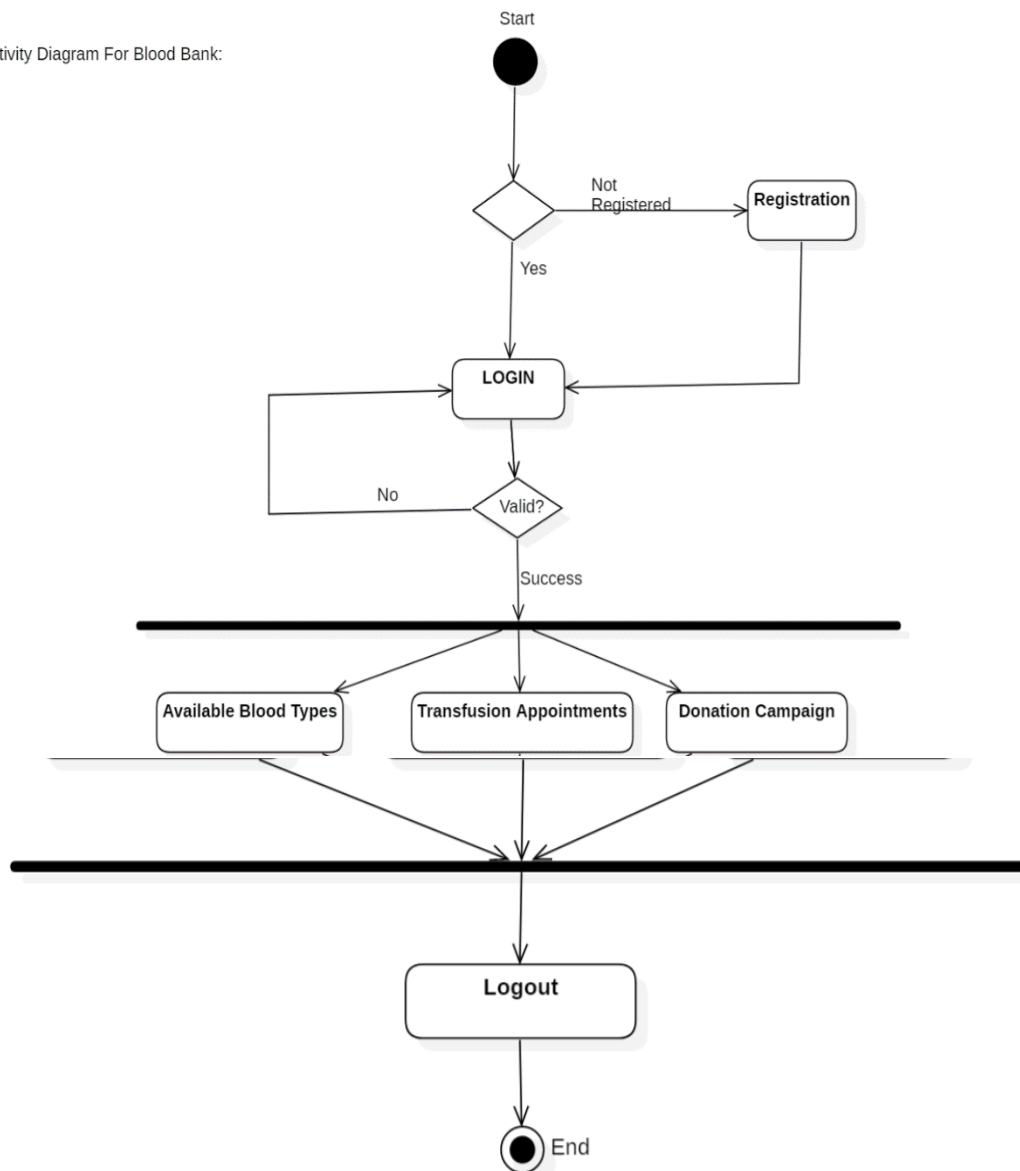 Start
tivity Diagram For Blood Bank:
Not
Registered
Registration
Yes
LOGIN
No
Valid?
Success
Available Blood Types
Transfusion Appointments
Donation Campaign
Logout
End